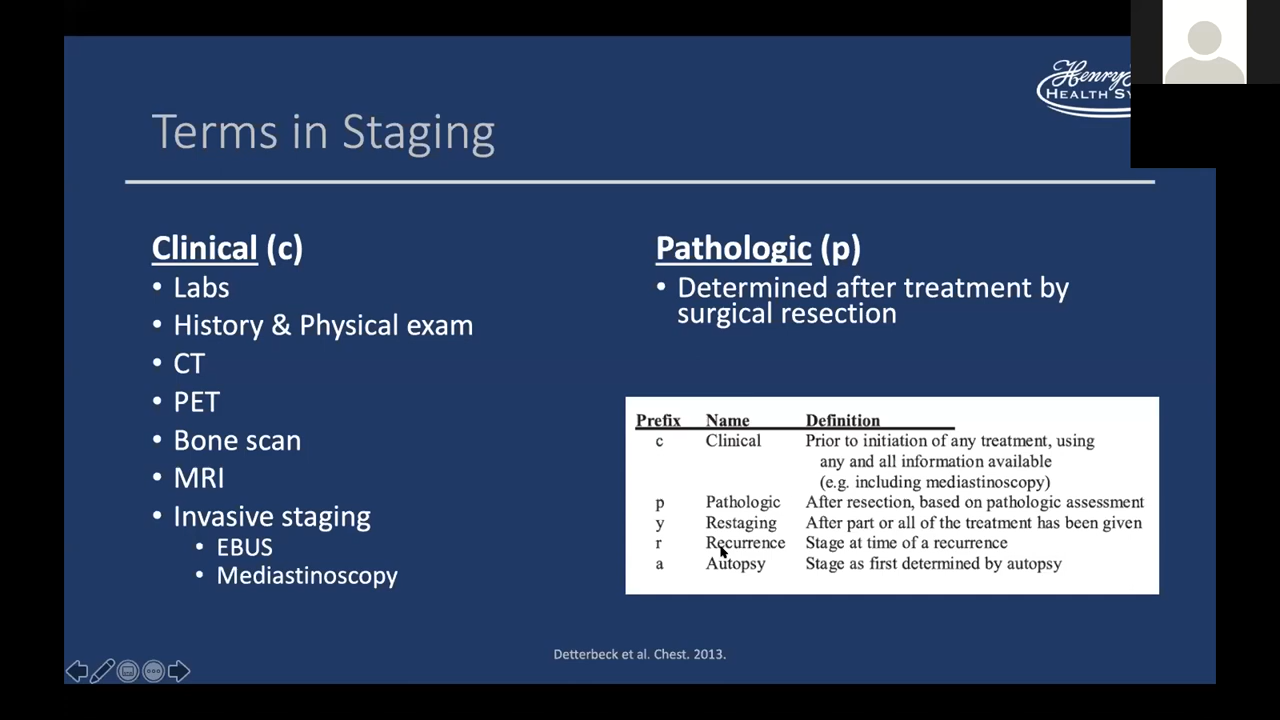 Henry
HEALTH SY
Terms in Staging
Clinical (c)
• Labs
• History & Physical exam
• CT
• PET
• Bone scan
• MRI
• Invasive staging
• EBUS
• Mediastinoscopy
Pathologic (p)
• Determined after treatment by
surgical resection
Prefix Name Definition
c Clinical Prior to initiation of any treatment, using
any and all information available
(e.g. including mediastinoscopy)
p Pathologic After resection, based on pathologic assessment
y Restaging After part or all of the treatment has been given
r Recurrence Stage at time of a recurrence
a Autopsy Stage as first determined by autopsy
Detterbeck et al. Chest. 2013.